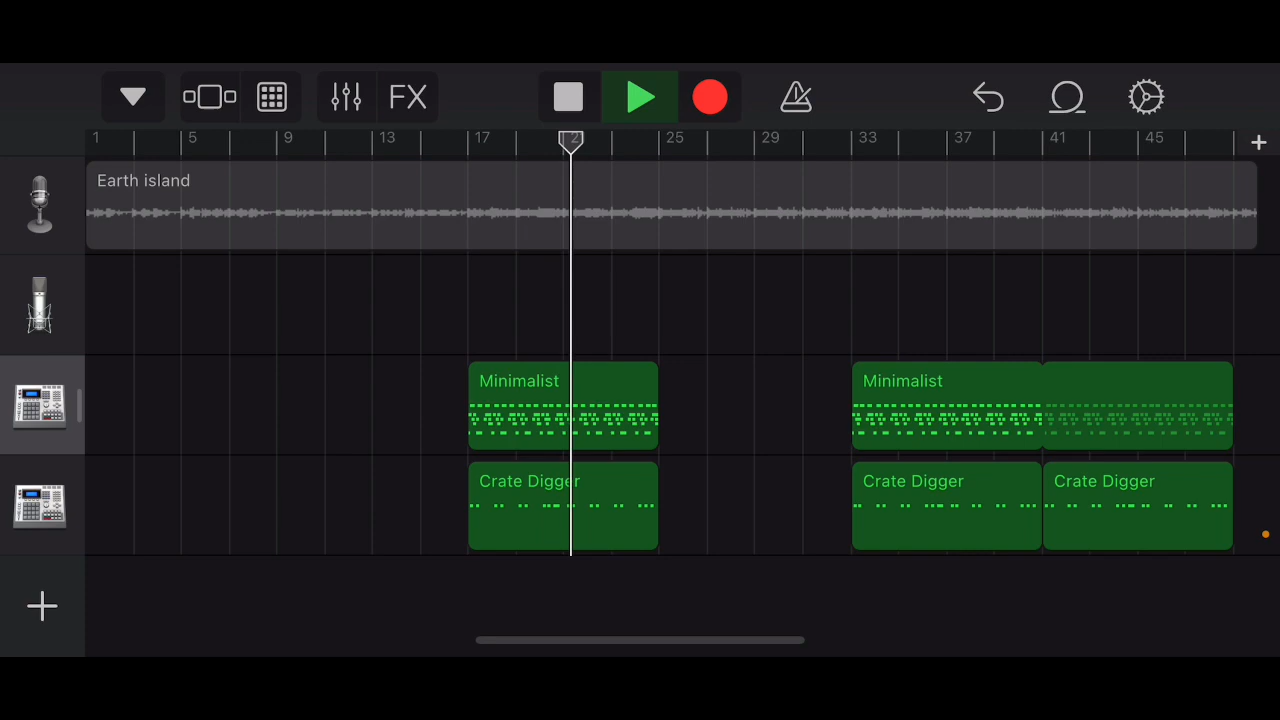 FX
1 5 9 13 17 2 25 29 33 37 41 45
Earth island
Minimalist Minimalist
Crate Digger Crate Digger Crate Digger